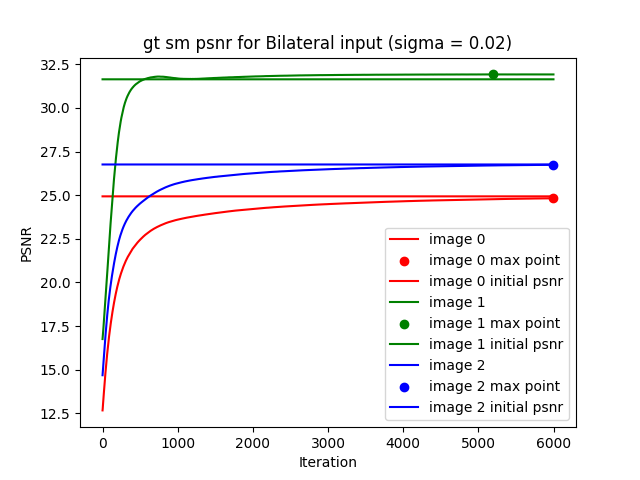 gt sm psnr for Bilateral input (sigma = 0.02)
32.5
30.0
27.5
25.0
22.5
20.0
17.5
15.0
12.5
PSNR
image 0
image 0 max point
image 0 initial psnr
image 1
image 1 max point
image 1 initial psnr
image 2
image 2 max point
image 2 initial psnr
0 1000 2000 3000 4000 5000 6000
Iteration